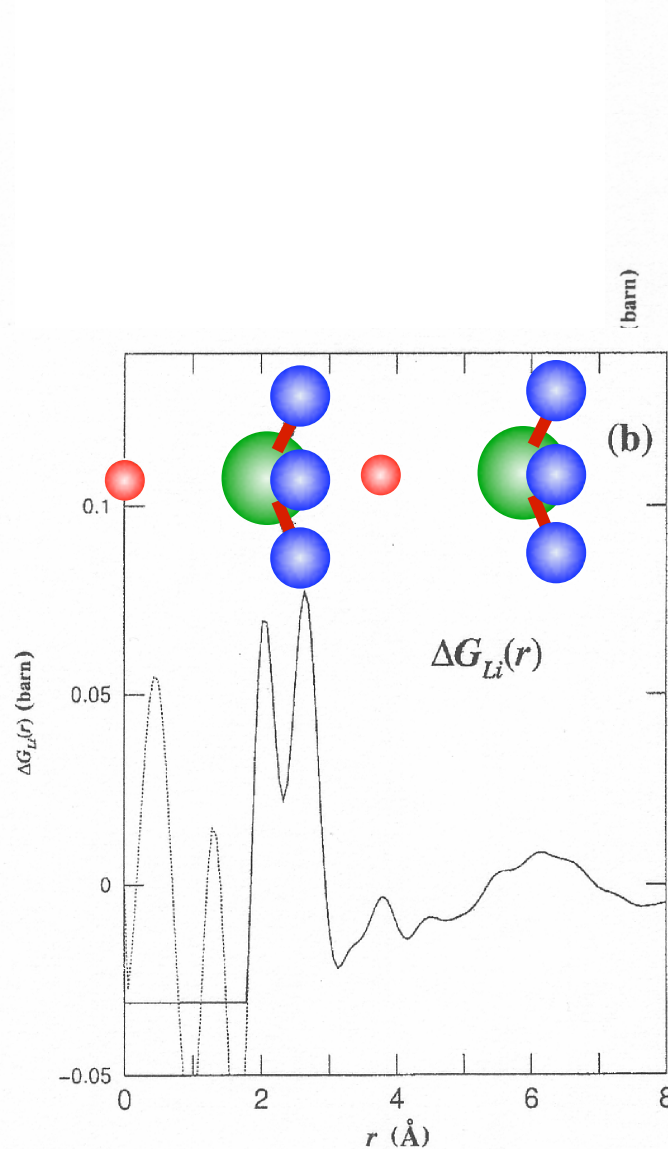 (barn)
(b)
0.1
ΔG_Li(r)
0.05
ΔG_Li(r) (barn)
0
−0.05
0 2 4 6 8
r (Å)